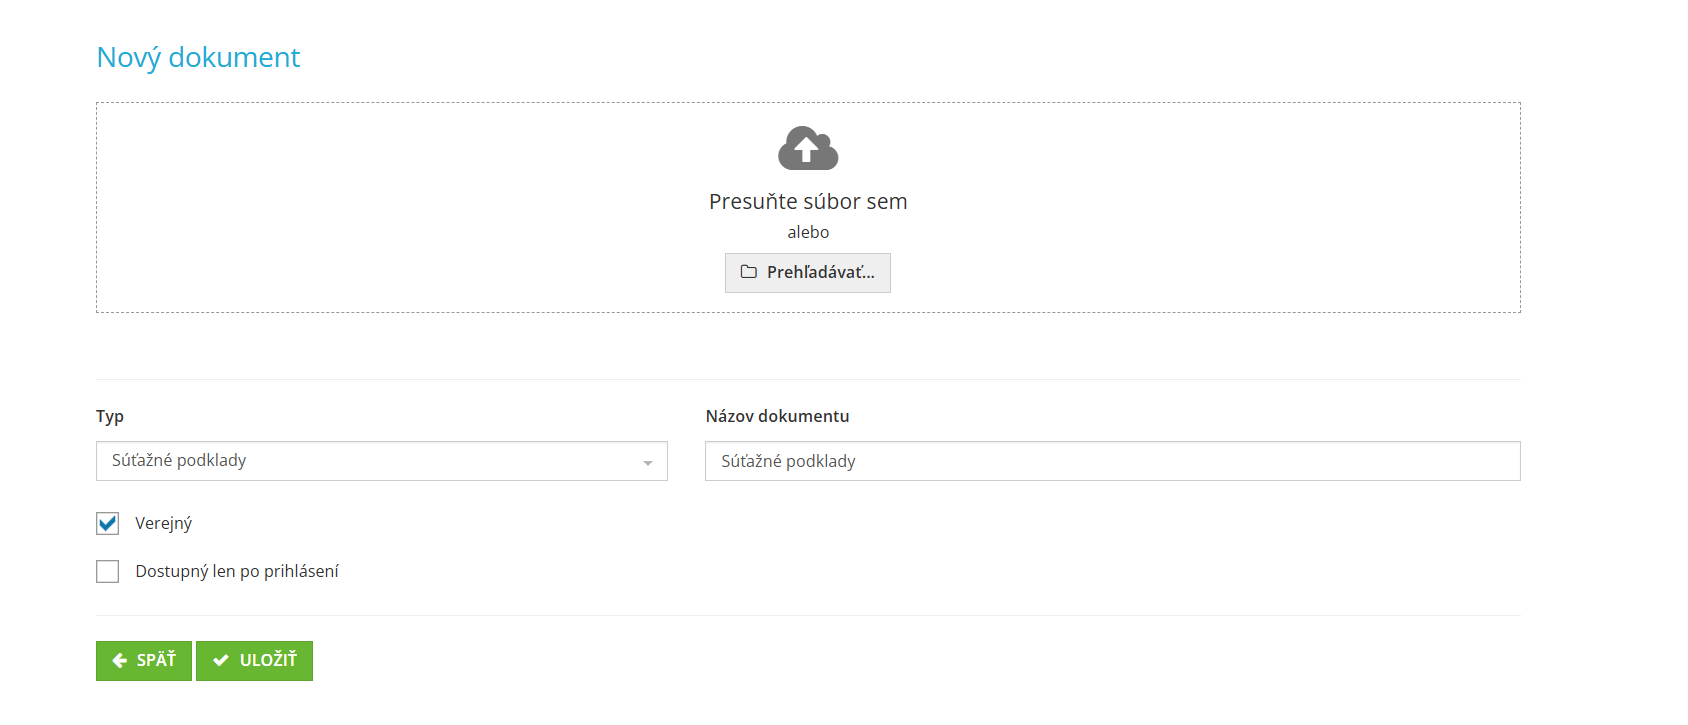 Nový dokument
Presuňte súbor sem
alebo
Prehľadávať...
Typ
Názov dokumentu
Súťažné podklady
Súťažné podklady
Verejný
Dostupný len po prihlásení
SPÄŤ
ULOŽIŤ